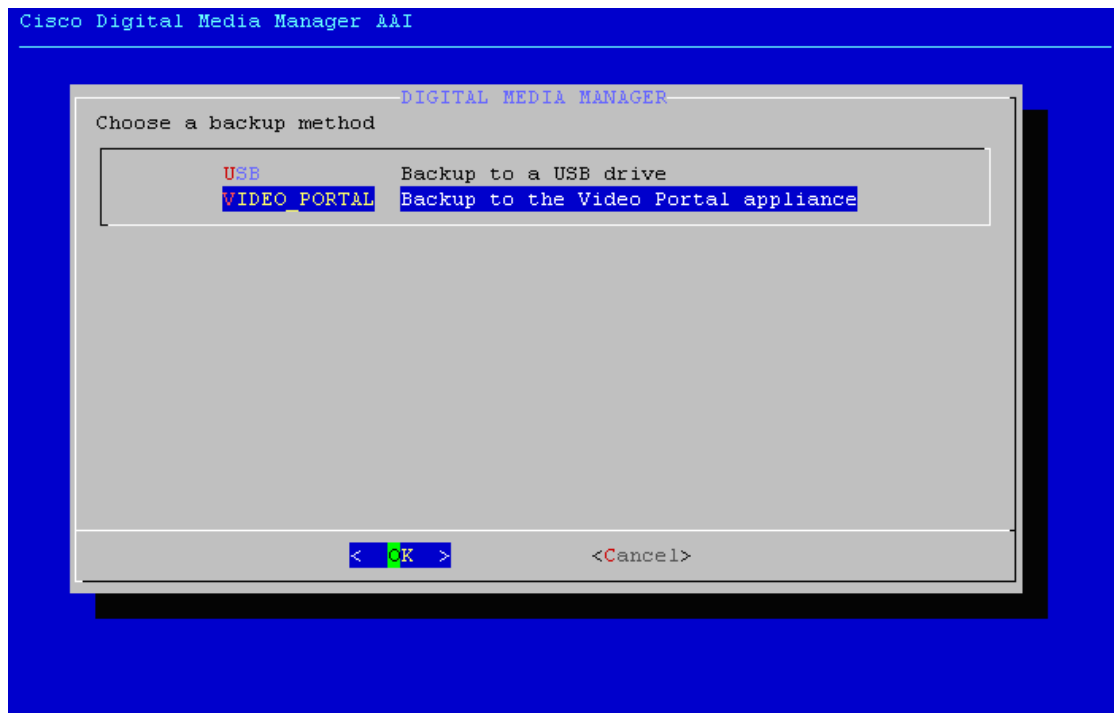 Cisco Digital Media Manager AAI
DIGITAL MEDIA MANAGER
Choose a backup method
USB Backup to a USB drive
VIDEO_PORTAL Backup to the Video Portal appliance
< OK > <Cancel>